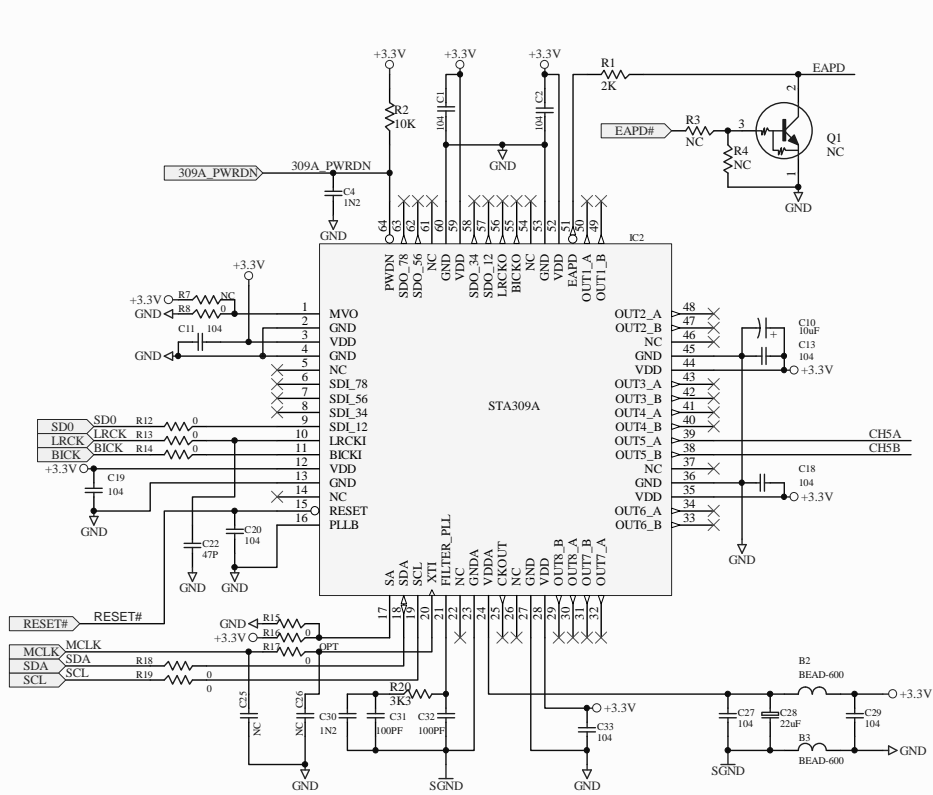 +3.3V
+3.3V
+3.3V
R1
2K
EAPD
2
R2
10K
C1
104
C2
104
EAPD#
R3
NC
3
R4
NC
Q1
NC
1
GND
GND
309A_PWRDN
309A_PWRDN
C4
1N2
GND
64 63 62 61 60 59 58 57 56 55 54 53 52 51 50 49
IC2
PWDN
SDO_78
SDO_56
NC
GND
VDD
SDO_34
SDO_12
LRCKO
BICKO
NC
GND
VDD
EAPD
OUT1_A
OUT1_B
+3.3V
+3.3V
R7
NC
GND
R8
0
C11
104
GND
1 MVO
2 GND
3 VDD
4 GND
5 NC
6 SDI_78
7 SDI_56
8 SDI_34
9 SDI_12
10 LRCKI
11 BICKI
12 VDD
13 GND
14 NC
15 RESET
16 PLLB
STA309A
OUT2_A 48
OUT2_B 47
NC 46
GND 45
VDD 44
OUT3_A 43
OUT3_B 42
OUT4_A 41
OUT4_B 40
OUT5_A 39
OUT5_B 38
NC 37
GND 36
VDD 35
OUT6_A 34
OUT6_B 33
C10
10uF
+
C13
104
+3.3V
CH5A
CH5B
C18
104
+3.3V
GND
SD0
SD0
R12
0
LRCK
LRCK
R13
0
BICK
BICK
R14
0
+3.3V
C19
104
GND
C22
47P
GND
C20
104
GND
SA
SDA
SCL
XTI
FILTER_PLL
NC
GNDA
VDDA
CKOUT
NC
GND
VDD
OUT8_B
OUT8_A
OUT7_B
OUT7_A
17 18 19 20 21 22 23 24 25 26 27 28 29 30 31 32
RESET#
RESET#
GND
R15
+3.3V
R16
0
MCLK
MCLK
R17
OPT
SDA
SDA
R18
0
SCL
SCL
R19
0
0
C25
NC
C26
NC
GND
R20
3K3
C30
1N2
C31
100PF
C32
100PF
SGND
+3.3V
C33
104
GND
B2
BEAD-600
+3.3V
C27
104
C28
22uF
C29
104
B3
BEAD-600
GND
SGND